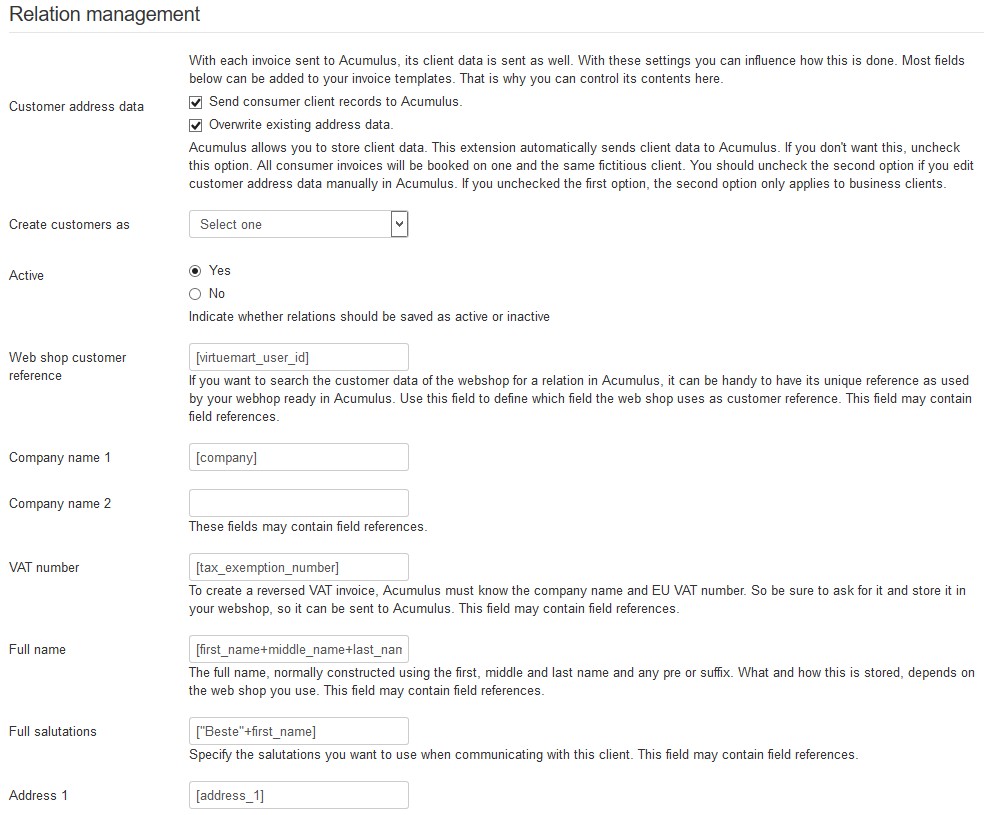 Relation management
With each invoice sent to Acumulus, its client data is sent as well. With these settings you can influence how this is done. Most fields
below can be added to your invoice templates. That is why you can control its contents here.
Customer address data
Send consumer client records to Acumulus.
Overwrite existing address data.
Acumulus allows you to store client data. This extension automatically sends client data to Acumulus. If you don't want this, uncheck
this option. All consumer invoices will be booked on one and the same fictitious client. You should uncheck the second option if you edit
customer address data manually in Acumulus. If you unchecked the first option, the second option only applies to business clients.
Create customers as
Select one
Active
Yes
No
Indicate whether relations should be saved as active or inactive
Web shop customer
reference
[virtuemart_user_id]
If you want to search the customer data of the webshop for a relation in Acumulus, it can be handy to have its unique reference as used
by your webhop ready in Acumulus. Use this field to define which field the web shop uses as customer reference. This field may contain
field references.
Company name 1
[company]
Company name 2
These fields may contain field references.
VAT number
[tax_exemption_number]
To create a reversed VAT invoice, Acumulus must know the company name and EU VAT number. So be sure to ask for it and store it in
your webshop, so it can be sent to Acumulus. This field may contain field references.
Full name
[first_name+middle_name+last_nam
The full name, normally constructed using the first, middle and last name and any pre or suffix. What and how this is stored, depends on
the web shop you use. This field may contain field references.
Full salutations
["Beste"+first_name]
Specify the salutations you want to use when communicating with this client. This field may contain field references.
Address 1
[address_1]